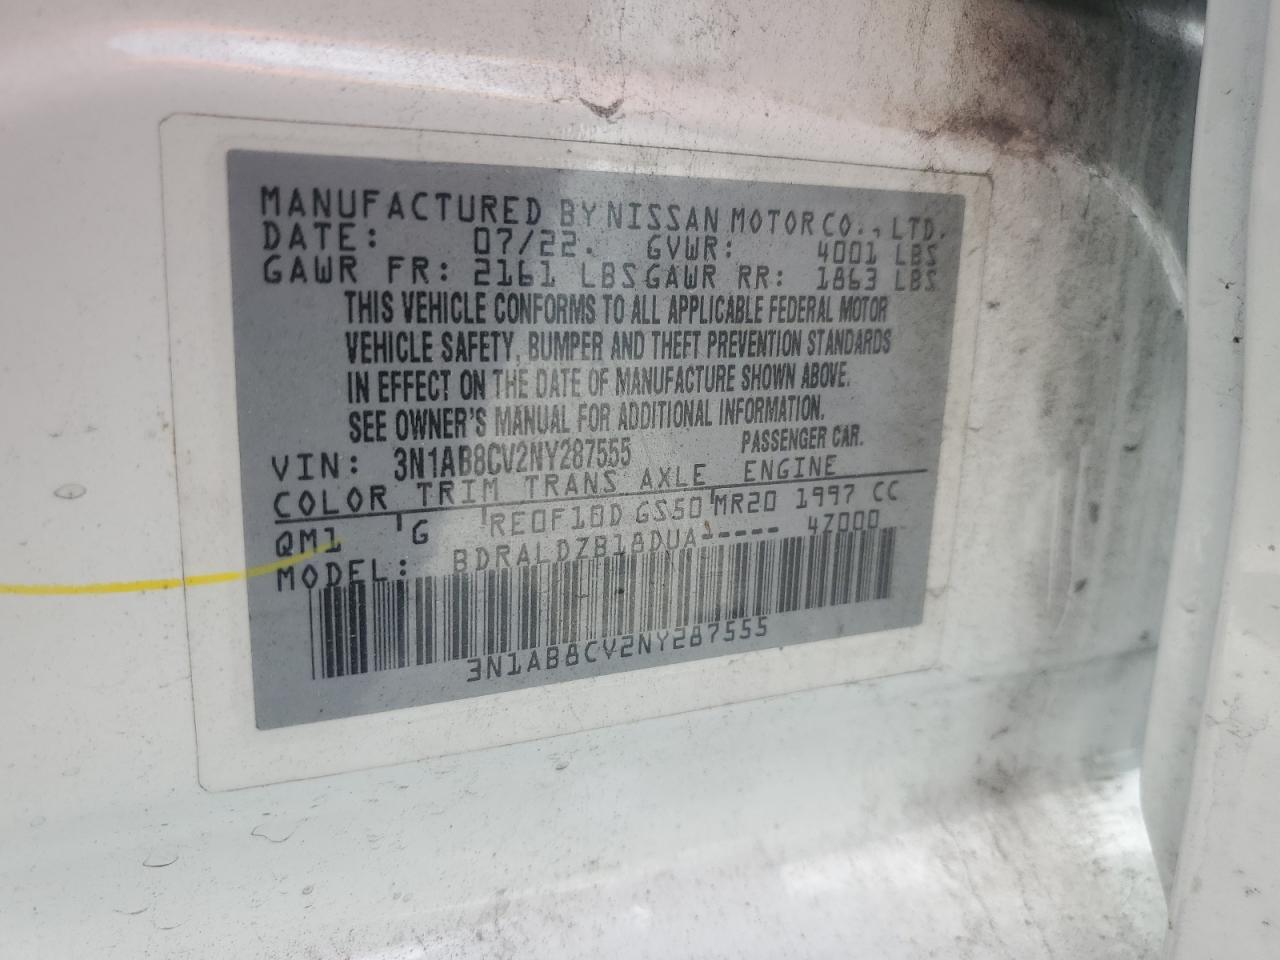 MANUFACTURED BY NISSAN MOTOR CO., LTD.
DATE: 07/22. GVWR: 4001 LBS
GAWR FR: 2161 LBS GAWR RR: 1863 LBS
THIS VEHICLE CONFORMS TO ALL APPLICABLE FEDERAL MOTOR
VEHICLE SAFETY, BUMPER AND THEFT PREVENTION STANDARDS
IN EFFECT ON THE DATE OF MANUFACTURE SHOWN ABOVE.
SEE OWNER'S MANUAL FOR ADDITIONAL INFORMATION.
VIN: 3N1AB8CV2NY287555 PASSENGER CAR.
COLOR TRIM TRANS AXLE ENGINE
QM1 G RE0F10D GS50 MR20 1997 CC
MODEL: BDRALDZB18DUA----- 4Z000
3N1AB8CV2NY287555